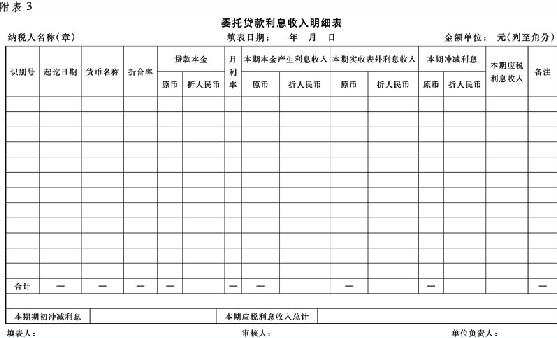 附表 3
委托贷款利息收入明细表
纳税人名称(章) 填表日期: 年 月 日 金额单位: 元(列至角分)
识别号 起讫日期 货币名称 折合率 贷款本金 月利率 本期本金产生利息收入 本期实收表外利息收入 本期冲减利息 本期应税利息收入 备注
原币 折人民币 原币 折人民币 原币 折人民币 原币 折人民币
合计 — — — — — — — —
本期期初冲减利息 本期应税利息收入总计
填表人: 审核人: 单位负责人: